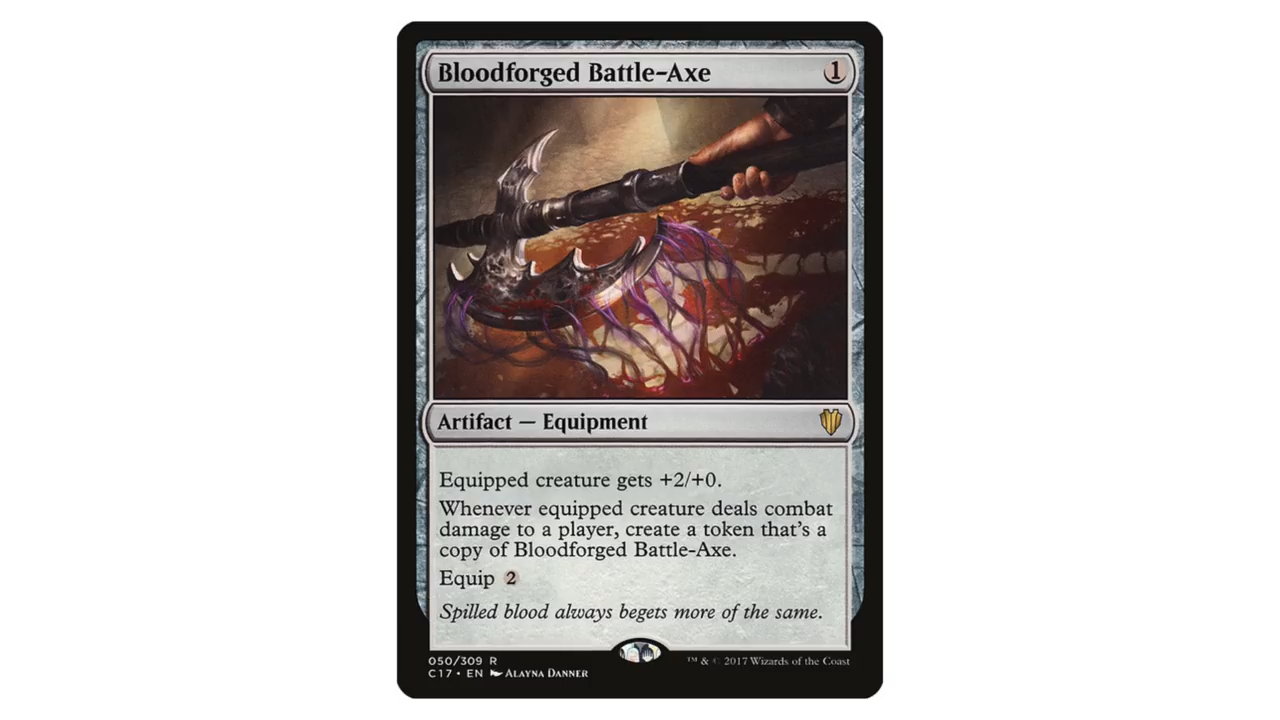 Bloodforged Battle-Axe 1
Artifact — Equipment
Equipped creature gets +2/+0.
Whenever equipped creature deals combat
damage to a player, create a token that's a
copy of Bloodforged Battle-Axe.
Equip 2
Spilled blood always begets more of the same.
050/309 R
C17 • EN Alayna Danner
™ & © 2017 Wizards of the Coast